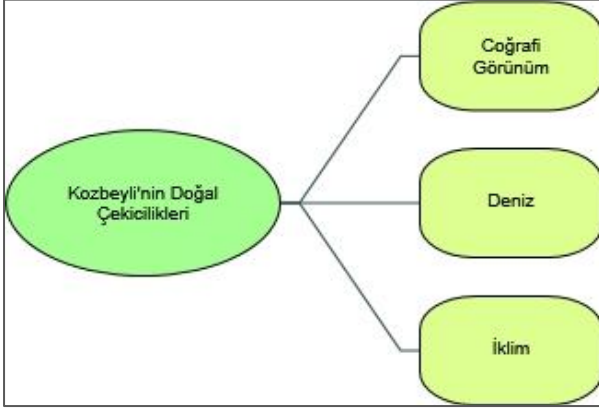 Coğrafi
Görünüm
Kozbeyli'nin Doğal
Çekicilikleri
Deniz
İklim